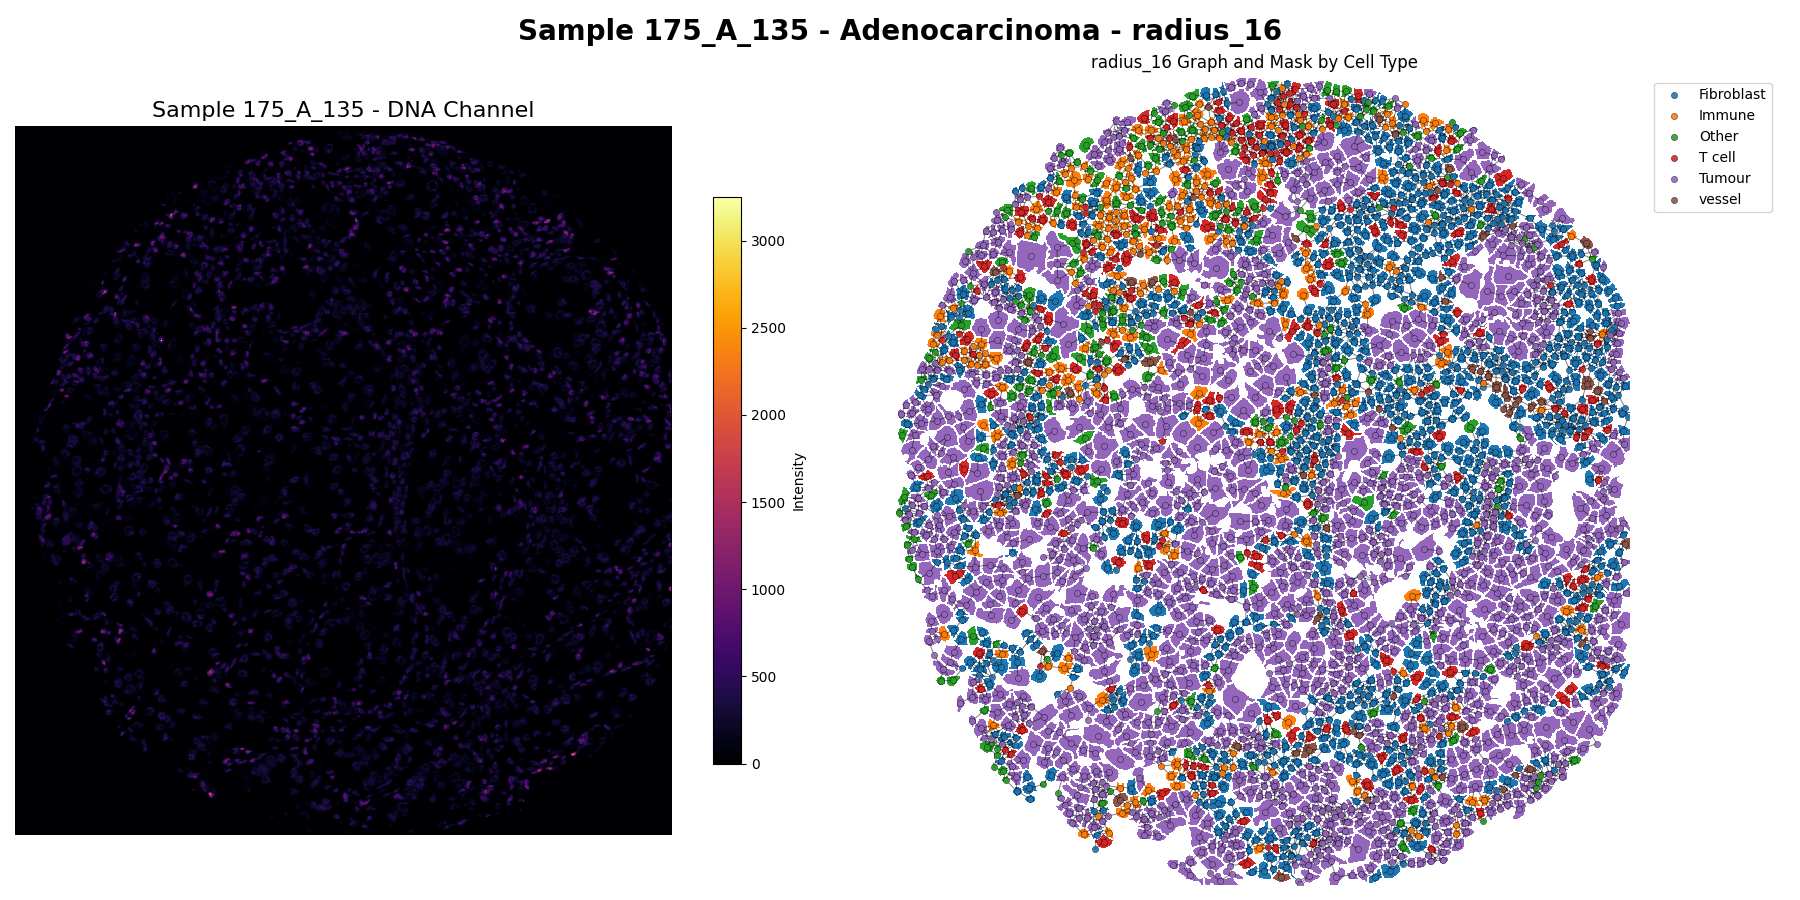 Sample 175_A_135 - Adenocarcinoma - radius_16
Sample 175_A_135 - DNA Channel
3000
2500
2000
1500
1000
500
0
Intensity
radius_16 Graph and Mask by Cell Type
Fibroblast
Immune
Other
T cell
Tumour
vessel